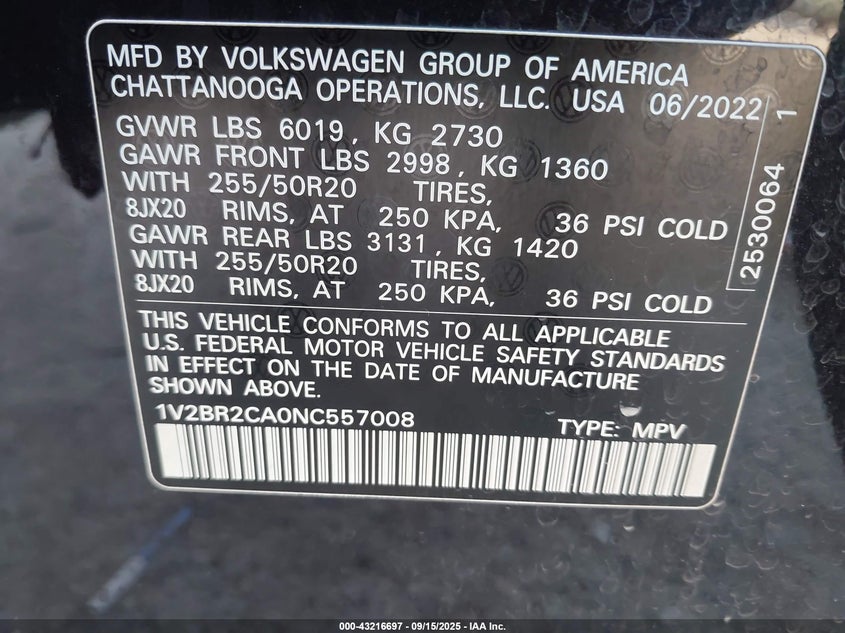 MFD BY VOLKSWAGEN GROUP OF AMERICA
CHATTANOOGA OPERATIONS, LLC. USA 06/2022
GVWR LBS 6019, KG 2730
GAWR FRONT LBS 2998, KG 1360
WITH 255/50R20 TIRES,
8JX20 RIMS, AT 250 KPA, 36 PSI COLD
GAWR REAR LBS 3131, KG 1420
WITH 255/50R20 TIRES,
8JX20 RIMS, AT 250 KPA, 36 PSI COLD
2530064 1
THIS VEHICLE CONFORMS TO ALL APPLICABLE
U.S. FEDERAL MOTOR VEHICLE SAFETY STANDARDS
IN EFFECT ON THE DATE OF MANUFACTURE
SHOWN ABOVE.
1V2BR2CA0NC557008 TYPE: MPV
000-43216697 - 09/15/2025 - IAA Inc.